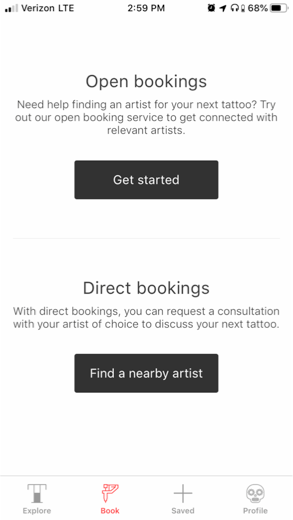 Verizon LTE 2:59 PM 68%
Open bookings
Need help finding an artist for your next tattoo? Try
out our open booking service to get connected with
relevant artists.
Get started
Direct bookings
With direct bookings, you can request a consultation
with your artist of choice to discuss your next tattoo.
Find a nearby artist
Explore Book Saved Profile